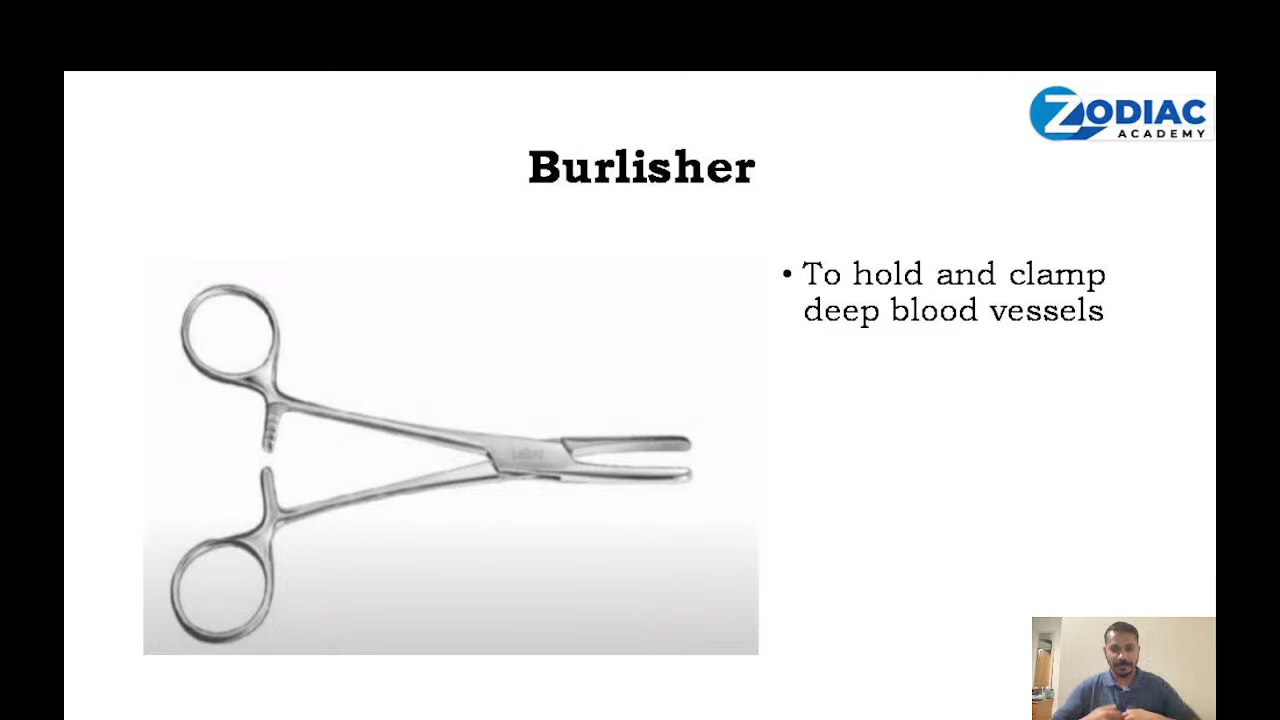 ZODIAC
ACADEMY
Burlisher
• To hold and clamp
deep blood vessels